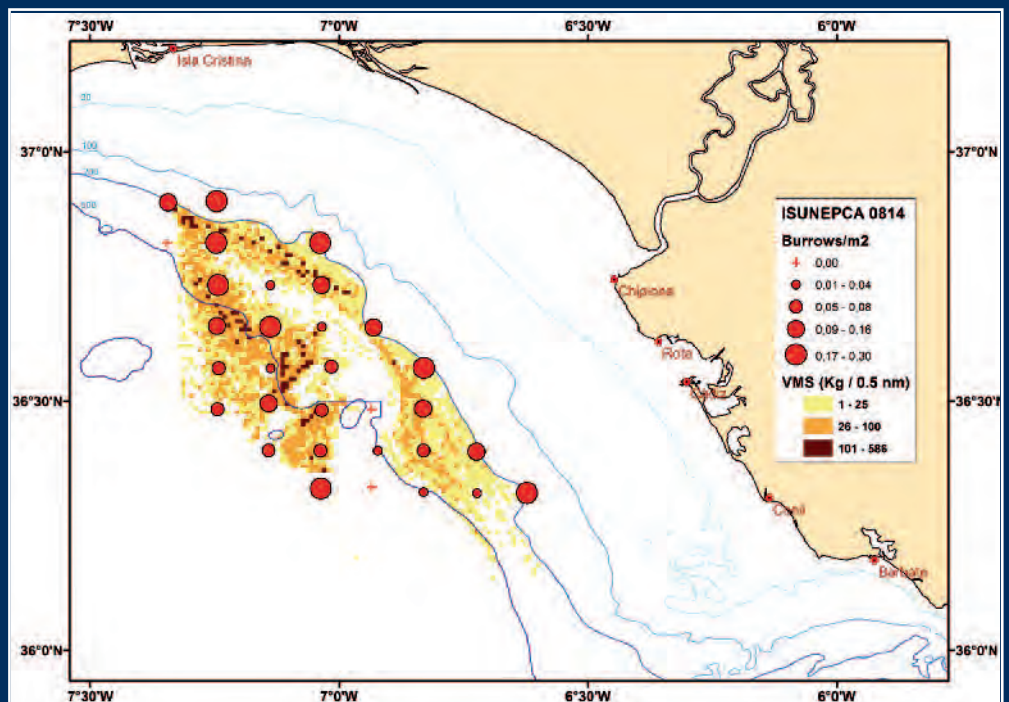 7°30'W 7°0'W 6°30'W 6°0'W
Isla Cristina
100
37°0'N 37°0'N
ISUNEPCA 0814
Burrows/m2
0,00
0,01 - 0,04
0,05 - 0,08
0,09 - 0,16
0,17 - 0,30
Chipiona
Rota
VMS (Kg / 0.5 nm)
1 - 25
26 - 100
101 - 586
36°30'N 36°30'N
Conil
Barbate
36°0'N 36°0'N
7°30'W 7°0'W 6°30'W 6°0'W